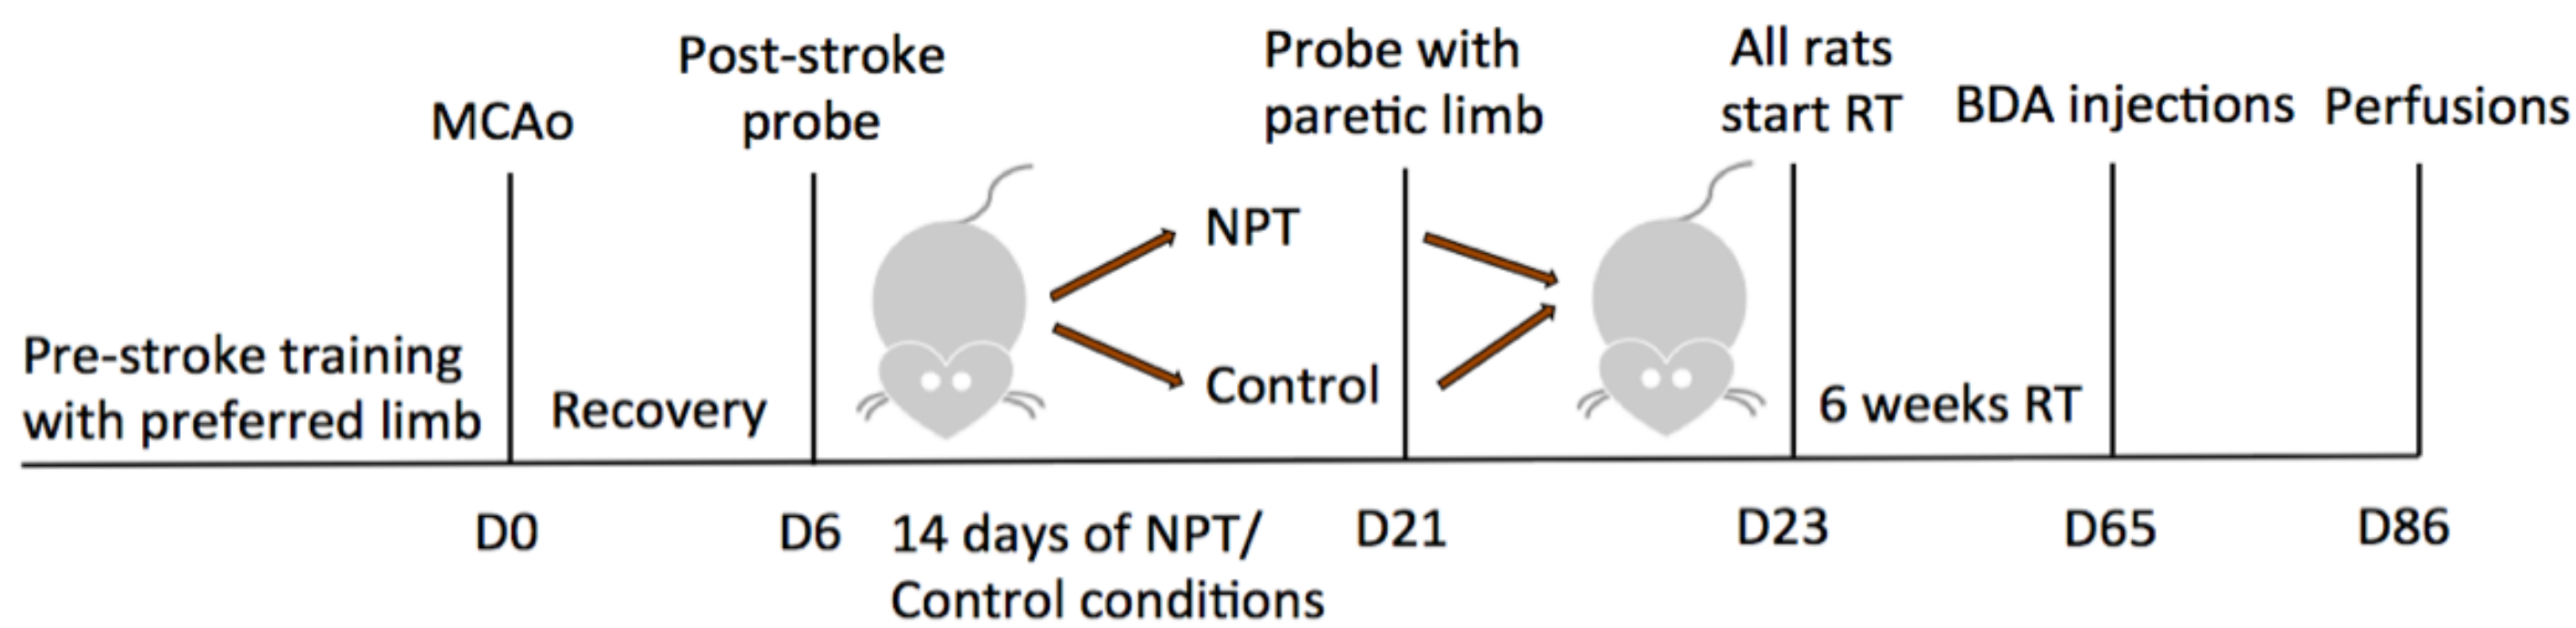 Post-stroke
probe
Probe with
paretic limb
All rats
start RT
MCAo
BDA injections
Perfusions
NPT
Control
Pre-stroke training
with preferred limb
Recovery
6 weeks RT
D0
D6
14 days of NPT/
Control conditions
D21
D23
D65
D86